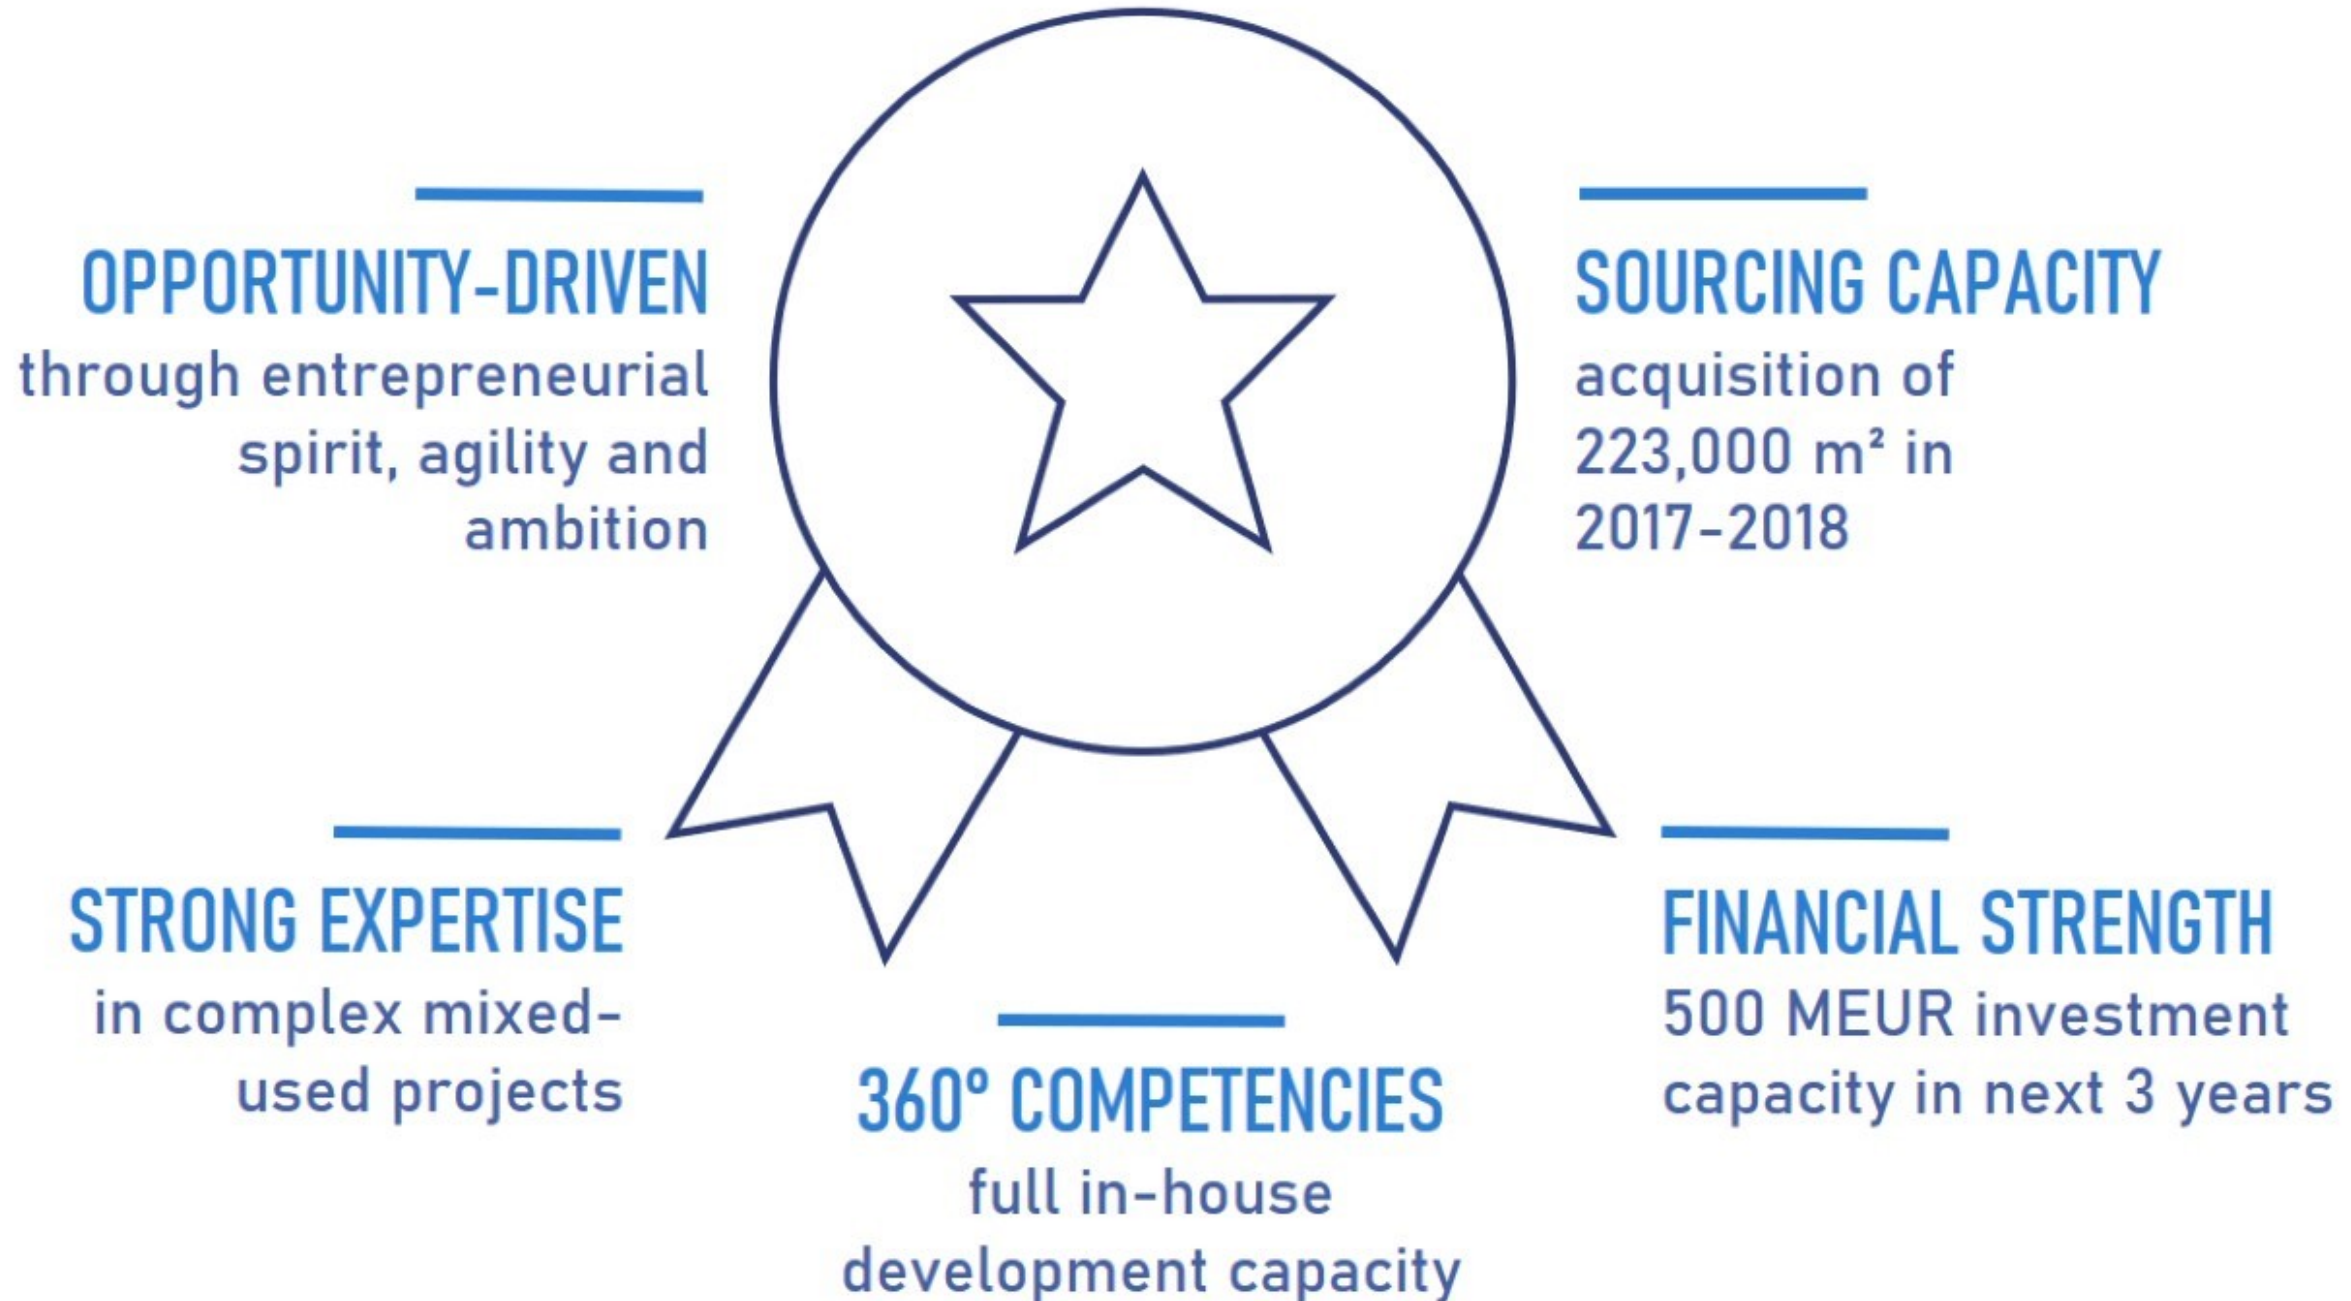 OPPORTUNITY-DRIVEN
through entrepreneurial
spirit, agility and
ambition
SOURCING CAPACITY
acquisition of
223,000 m² in
2017-2018
STRONG EXPERTISE
in complex mixed-
used projects
360º COMPETENCIES
full in-house
development capacity
FINANCIAL STRENGTH
500 MEUR investment
capacity in next 3 years